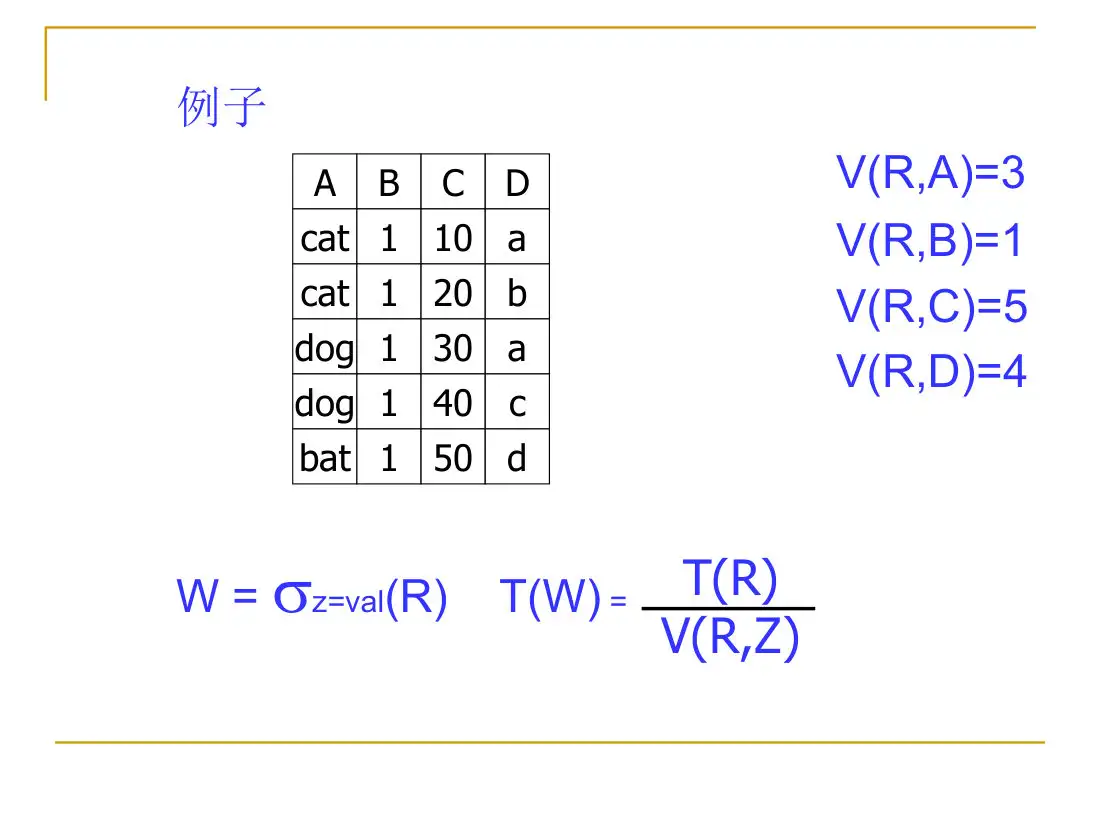 例子
A B C D
cat 1 10 a
cat 1 20 b
dog 1 30 a
dog 1 40 c
bat 1 50 d
V(R,A)=3
V(R,B)=1
V(R,C)=5
V(R,D)=4
W = σz=val(R) T(W) = T(R)
V(R,Z)